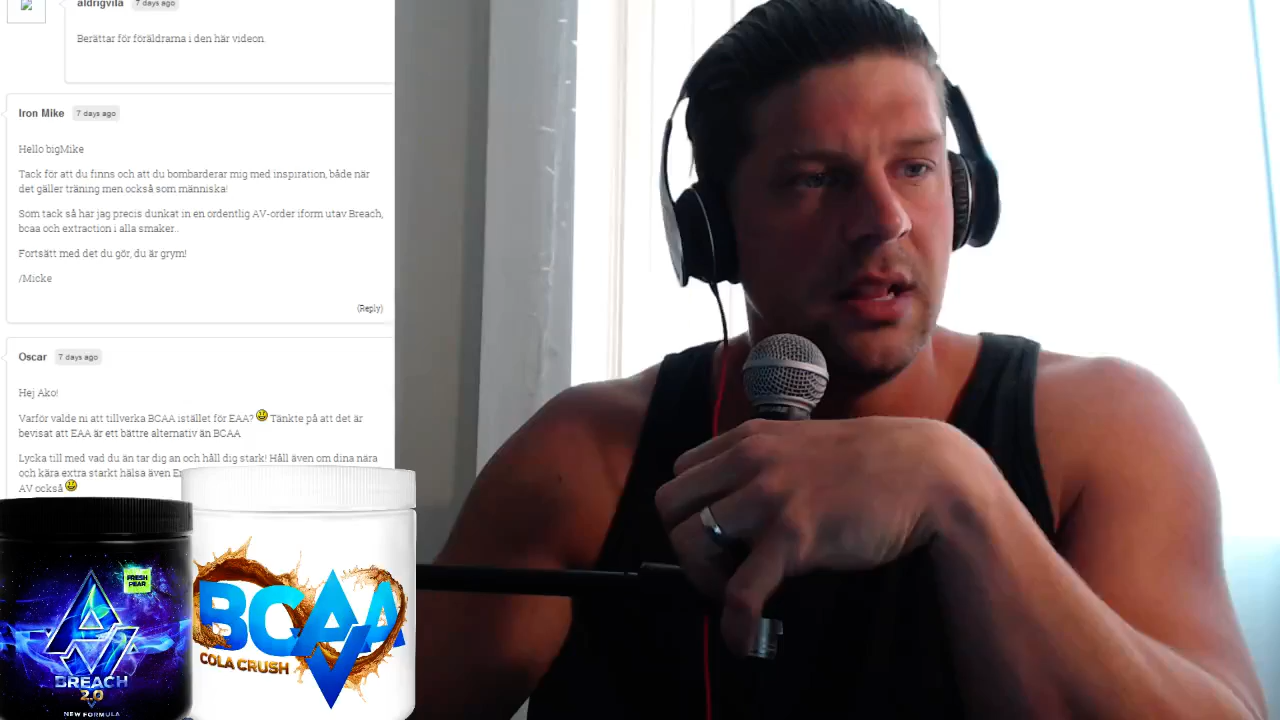 aldrigvila 7 days ago
Berättar för föräldrarna i den här videon.
Iron Mike 7 days ago
Hello bigMike
Tack för att du finns och att du bombarderar mig med inspiration, både när
det gäller träning men också som människa!
Som tack så har jag precis dunkat in en ordentlig AV-order iform utav Breach,
bcaa och extraction i alla smaker..
Fortsätt med det du gör, du är grym!
/Micke
(Reply)
Oscar 7 days ago
Hej Ako!
Varför valde ni att tillverka BCAA istället för EAA? Tänkte på att det är
bevisat att EAA är ett bättre alternativ än BCAA
Lycka till med vad du än tar dig an och håll dig stark! Håll även om dina nära
och kära extra starkt hälsa även
AV också
FRESH
PEAR
BREACH
2.0
NEW FORMULA
BCAA
COLA CRUSH